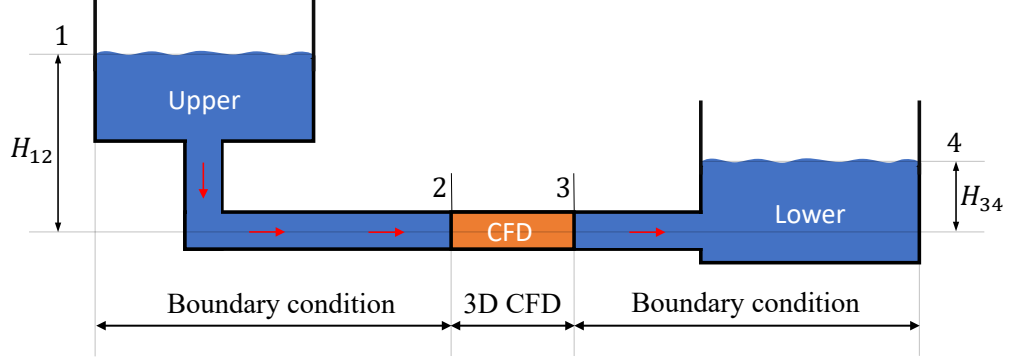 1
Upper
H₁₂
2
3
CFD
4
H₃₄
Lower
Boundary condition
3D CFD
Boundary condition